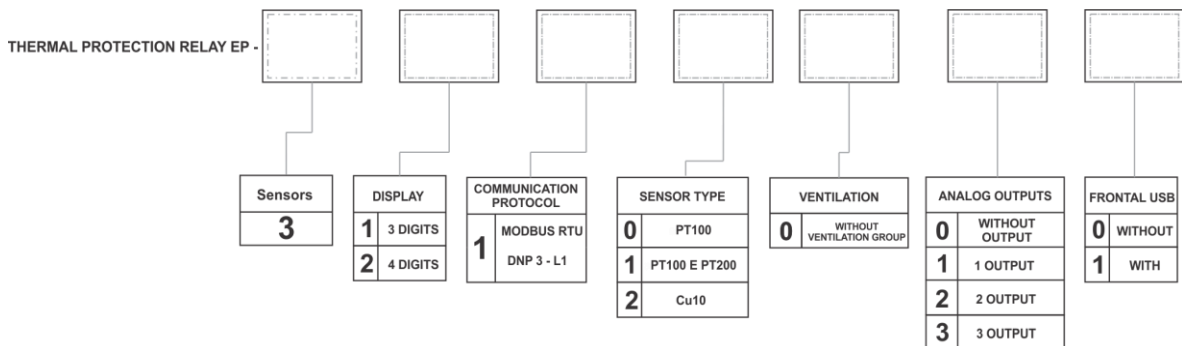 THERMAL PROTECTION RELAY EP -
Sensors
3
DISPLAY
1 3 DIGITS
2 4 DIGITS
COMMUNICATION
PROTOCOL
1
MODBUS RTU
DNP 3 - L1
SENSOR TYPE
0 PT100
1 PT100 E PT200
2 Cu10
VENTILATION
0
WITHOUT
VENTILATION GROUP
ANALOG OUTPUTS
0
WITHOUT
OUTPUT
1 1 OUTPUT
2 2 OUTPUT
3 3 OUTPUT
FRONTAL USB
0 WITHOUT
1 WITH